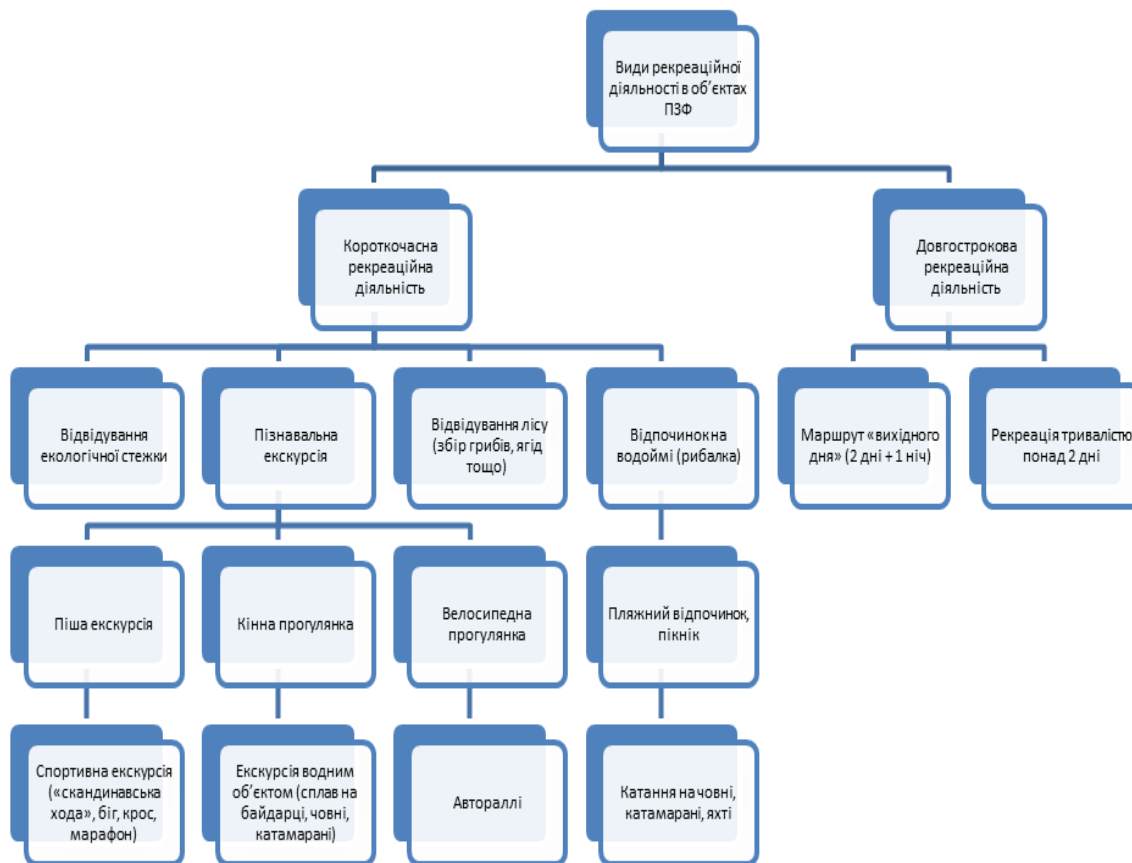 Види рекреаційної
діяльності в об’єктах
ПЗФ
Короткочасна
рекреаційна
діяльність
Довгострокова
рекреаційна
діяльність
Відвідування
екологічної стежки
Пізнавальна
екскурсія
Відвідування лісу
(збір грибів, ягід
тощо)
Відпочинок на
водоймі (рибалка)
Маршрут «вихідного
дня» (2 дні + 1 ніч)
Рекреація тривалістю
понад 2 дні
Піша екскурсія
Кінна прогулянка
Велосипедна
прогулянка
Пляжний відпочинок,
пікнік
Спортивна екскурсія
(«скандинавська
хода», біг, крос,
марафон)
Екскурсія водним
об’єктом (сплав на
байдарці, човні,
катамарані)
Автораллі
Катання на човні,
катамарані, яхті